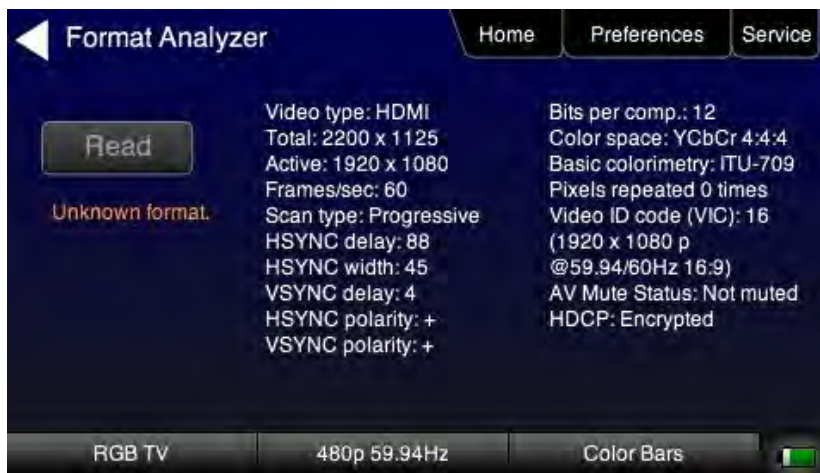 Format Analyzer
Home
Preferences
Service
Read
Unknown format.
Video type: HDMI
Total: 2200 x 1125
Active: 1920 x 1080
Frames/sec: 60
Scan type: Progressive
HSYNC delay: 88
HSYNC width: 45
VSYNC delay: 4
HSYNC polarity: +
VSYNC polarity: +
Bits per comp.: 12
Color space: YCbCr 4:4:4
Basic colorimetry: ITU-709
Pixels repeated 0 times
Video ID code (VIC): 16
(1920 x 1080 p
@59.94/60Hz 16:9)
AV Mute Status: Not muted
HDCP: Encrypted
RGB TV
480p 59.94Hz
Color Bars